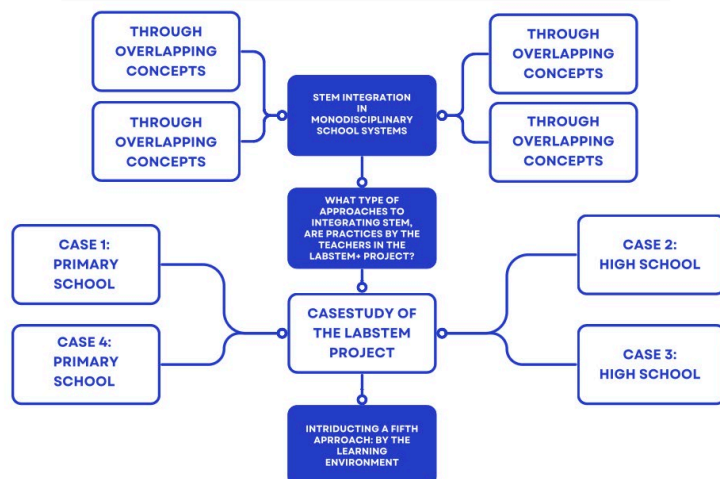 THROUGH
OVERLAPPING
CONCEPTS
THROUGH
OVERLAPPING
CONCEPTS
STEM INTEGRATION
IN
MONODISCIPLINARY
SCHOOL SYSTEMS
THROUGH
OVERLAPPING
CONCEPTS
THROUGH
OVERLAPPING
CONCEPTS
WHAT TYPE OF
APPROACHES TO
INTEGRATING STEM,
ARE PRACTICES BY THE
TEACHERS IN THE
LABSTEM+ PROJECT?
CASE 1:
PRIMARY
SCHOOL
CASE 2:
HIGH SCHOOL
CASESTUDY OF
THE LABSTEM
PROJECT
CASE 4:
PRIMARY
SCHOOL
CASE 3:
HIGH SCHOOL
INTRIDUCTING A FIFTH
APRROACH: BY THE
LEARNING
ENVIRONMENT